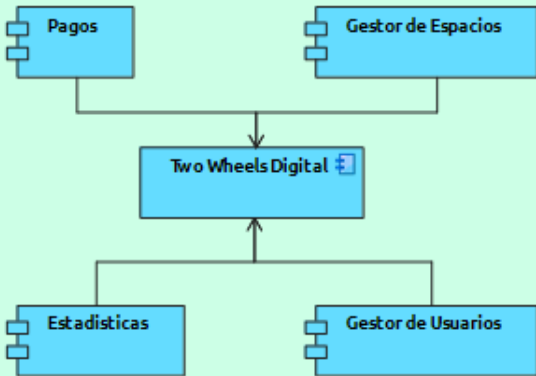 Pagos
Gestor de Espacios
Two Wheels Digital
Estadisticas
Gestor de Usuarios